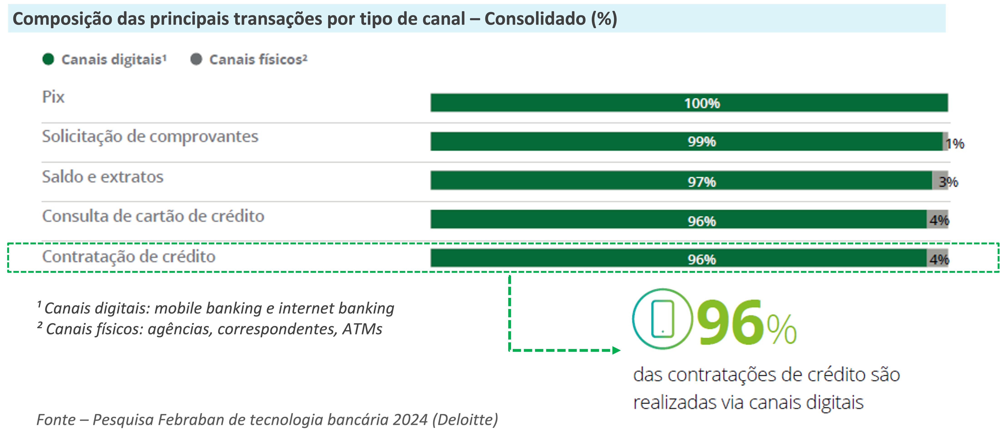 Composição das principais transações por tipo de canal – Consolidado (%)
Canais digitais¹ Canais físicos²
Pix 100%
Solicitação de comprovantes 99% 1%
Saldo e extratos 97% 3%
Consulta de cartão de crédito 96% 4%
Contratação de crédito 96% 4%
¹ Canais digitais: mobile banking e internet banking
² Canais físicos: agências, correspondentes, ATMs
96%
das contratações de crédito são
realizadas via canais digitais
Fonte – Pesquisa Febraban de tecnologia bancária 2024 (Deloitte)